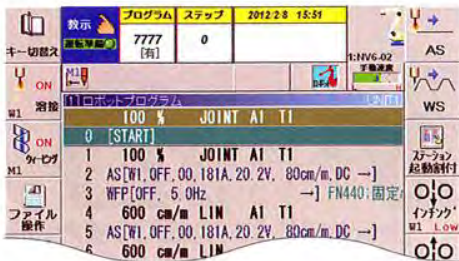 教示
プログラム ステップ 2012/2/8 15:51
運転準備
7777 0
[有]
キー切替え
1:NV6-02
手動速度
AS
ON
M1
W1 溶接
[1]ロボットプログラム UNIT1
WS
100 % JOINT A1 T1
0 [START]
ON
ウィービング
M1
1 100 % JOINT A1 T1
ステーション
起動割付
2 AS[W1,OFF,00,181A,20.2V, 80cm/m,DC →]
3 WFP[OFF, 5.0Hz →] FN440;固定
ファイル
操作
4 600 cm/m LIN A1 T1
インチング
W1 Low
5 AS[W1,OFF,00,181A,20.2V, 80cm/m,DC →]
6 600 cm/m LIN